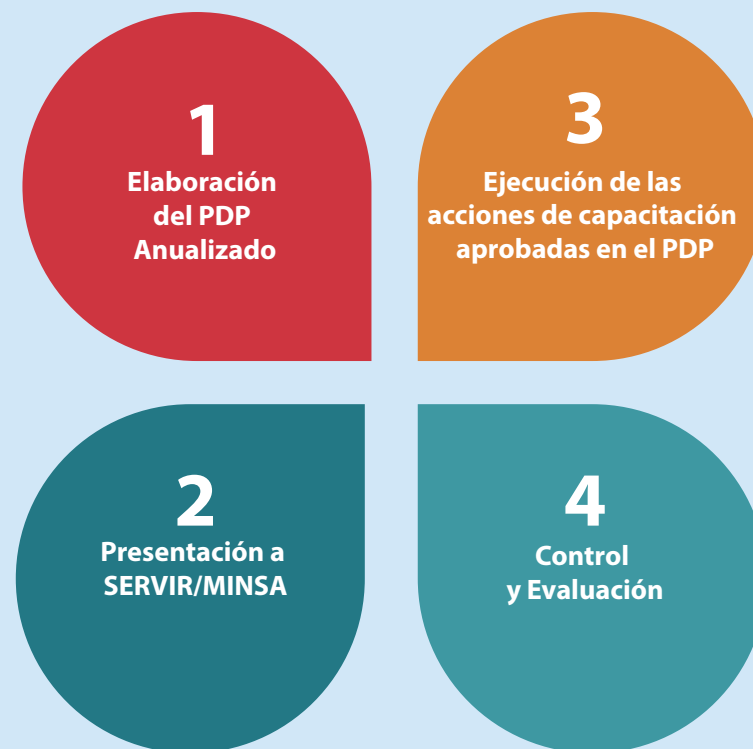 1
Elaboración
del PDP
Anualizado
2
Presentación a
SERVIR/MINSA
3
Ejecución de las
acciones de capacitación
aprobadas en el PDP
4
Control
y Evaluación